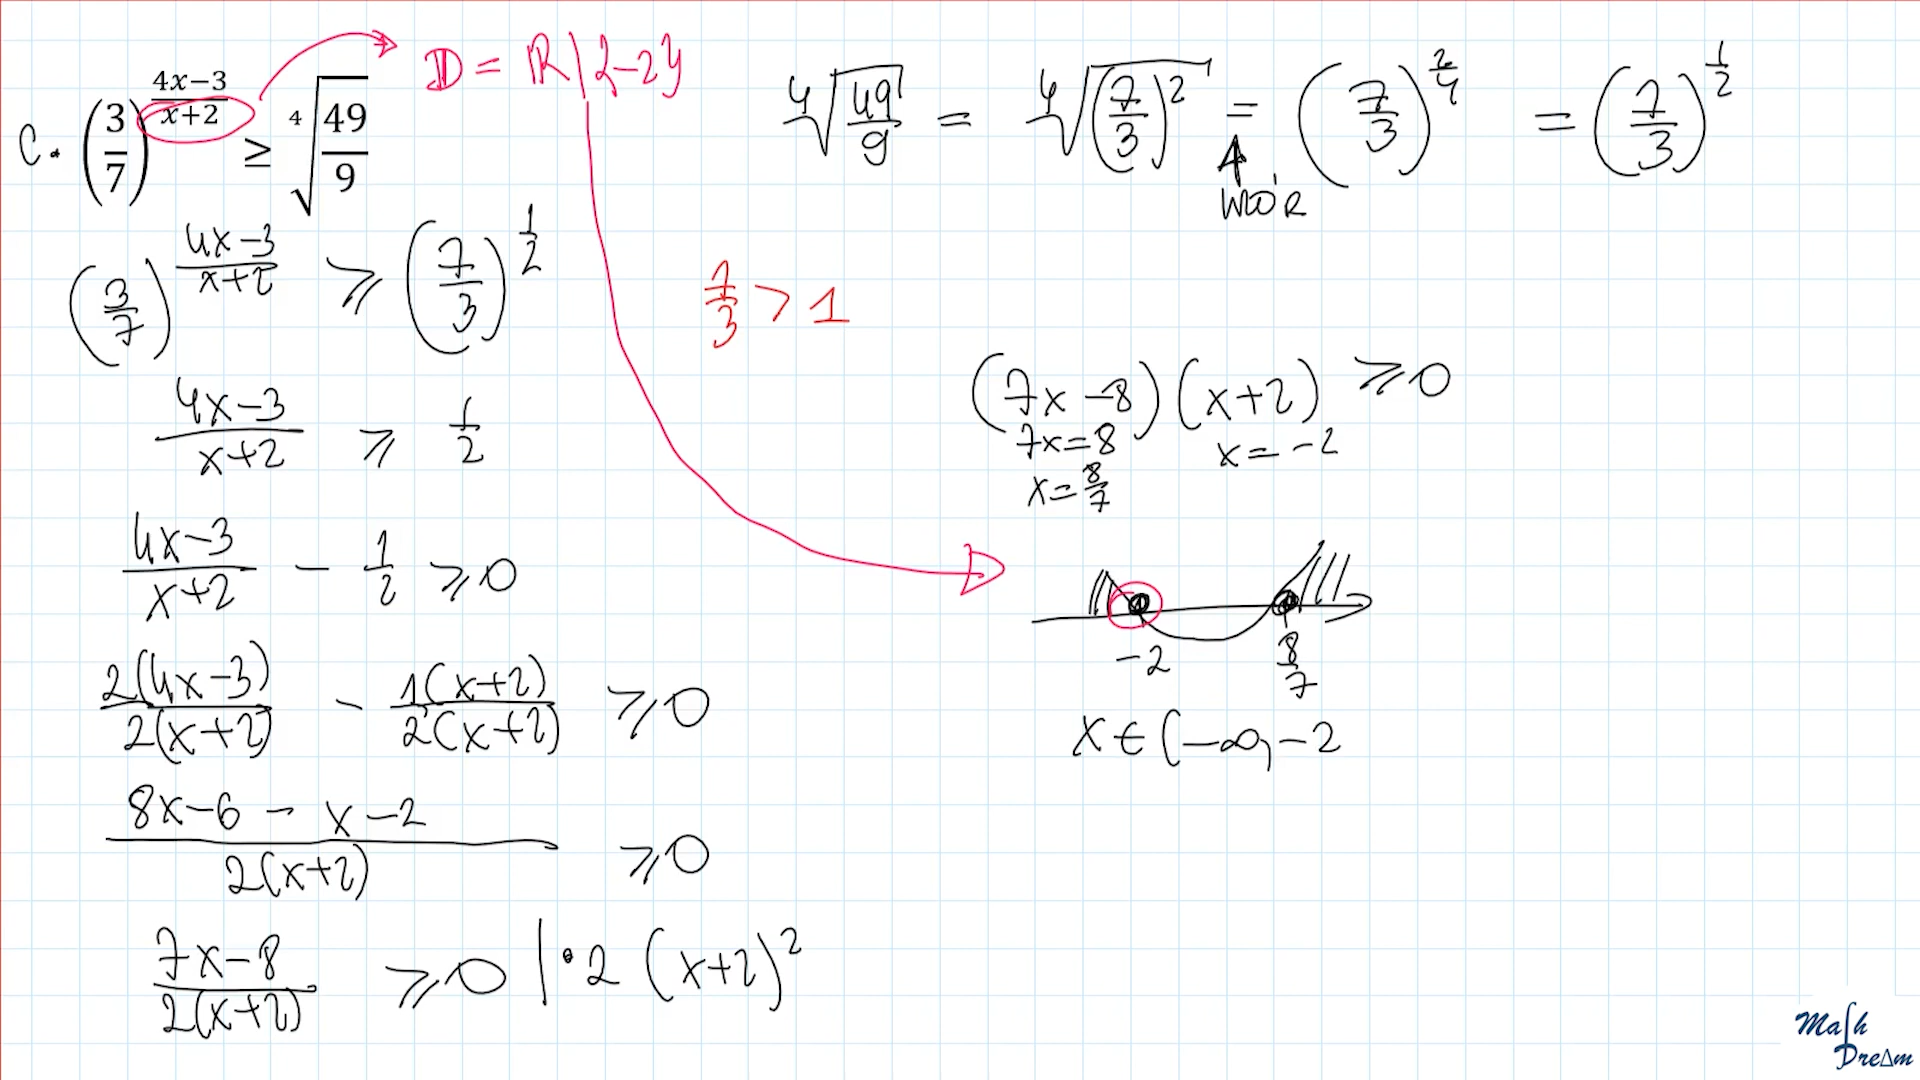 C. (3/7)^((4x−3)/(x+2)) ≥ ⁴√(49/9)
D = R \ {−2}
⁴√(49/9) = ⁴√((7/3)^2) = (7/3)^(2/4) = (7/3)^(1/2)
WZÓR
(3/7)^((4x−3)/(x+2)) ≥ (7/3)^(1/2)
7/3 > 1
(4x−3)/(x+2) ≥ 1/2
(4x−3)/(x+2) − 1/2 ≥ 0
2(4x−3)/2(x+2) − 1(x+2)/2(x+2) ≥ 0
(8x−6 − x−2)/2(x+2) ≥ 0
(7x−8)/2(x+2) ≥ 0 | • 2 (x+2)^2
(7x−8) (x+2) ≥ 0
7x=8 x=−2
x=8/7
−2 8/7
x ∈ (−∞, −2
Math
Dream